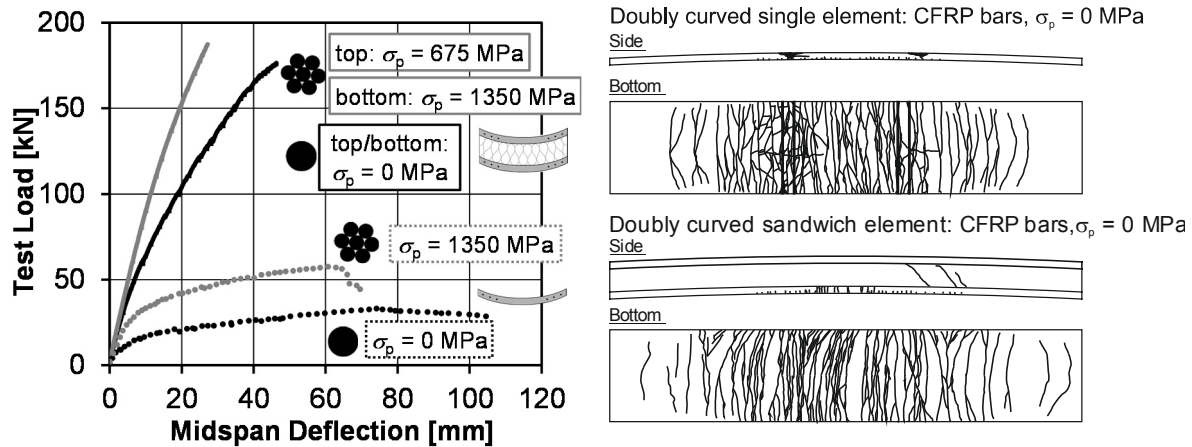 Test Load [kN]
200
150
100
50
0
top: σp = 675 MPa
bottom: σp = 1350 MPa
top/bottom:
σp = 0 MPa
σp = 1350 MPa
σp = 0 MPa
0 20 40 60 80 100 120
Midspan Deflection [mm]
Doubly curved single element: CFRP bars, σp = 0 MPa
Side
Bottom
Doubly curved sandwich element: CFRP bars,σp = 0 MPa
Side
Bottom